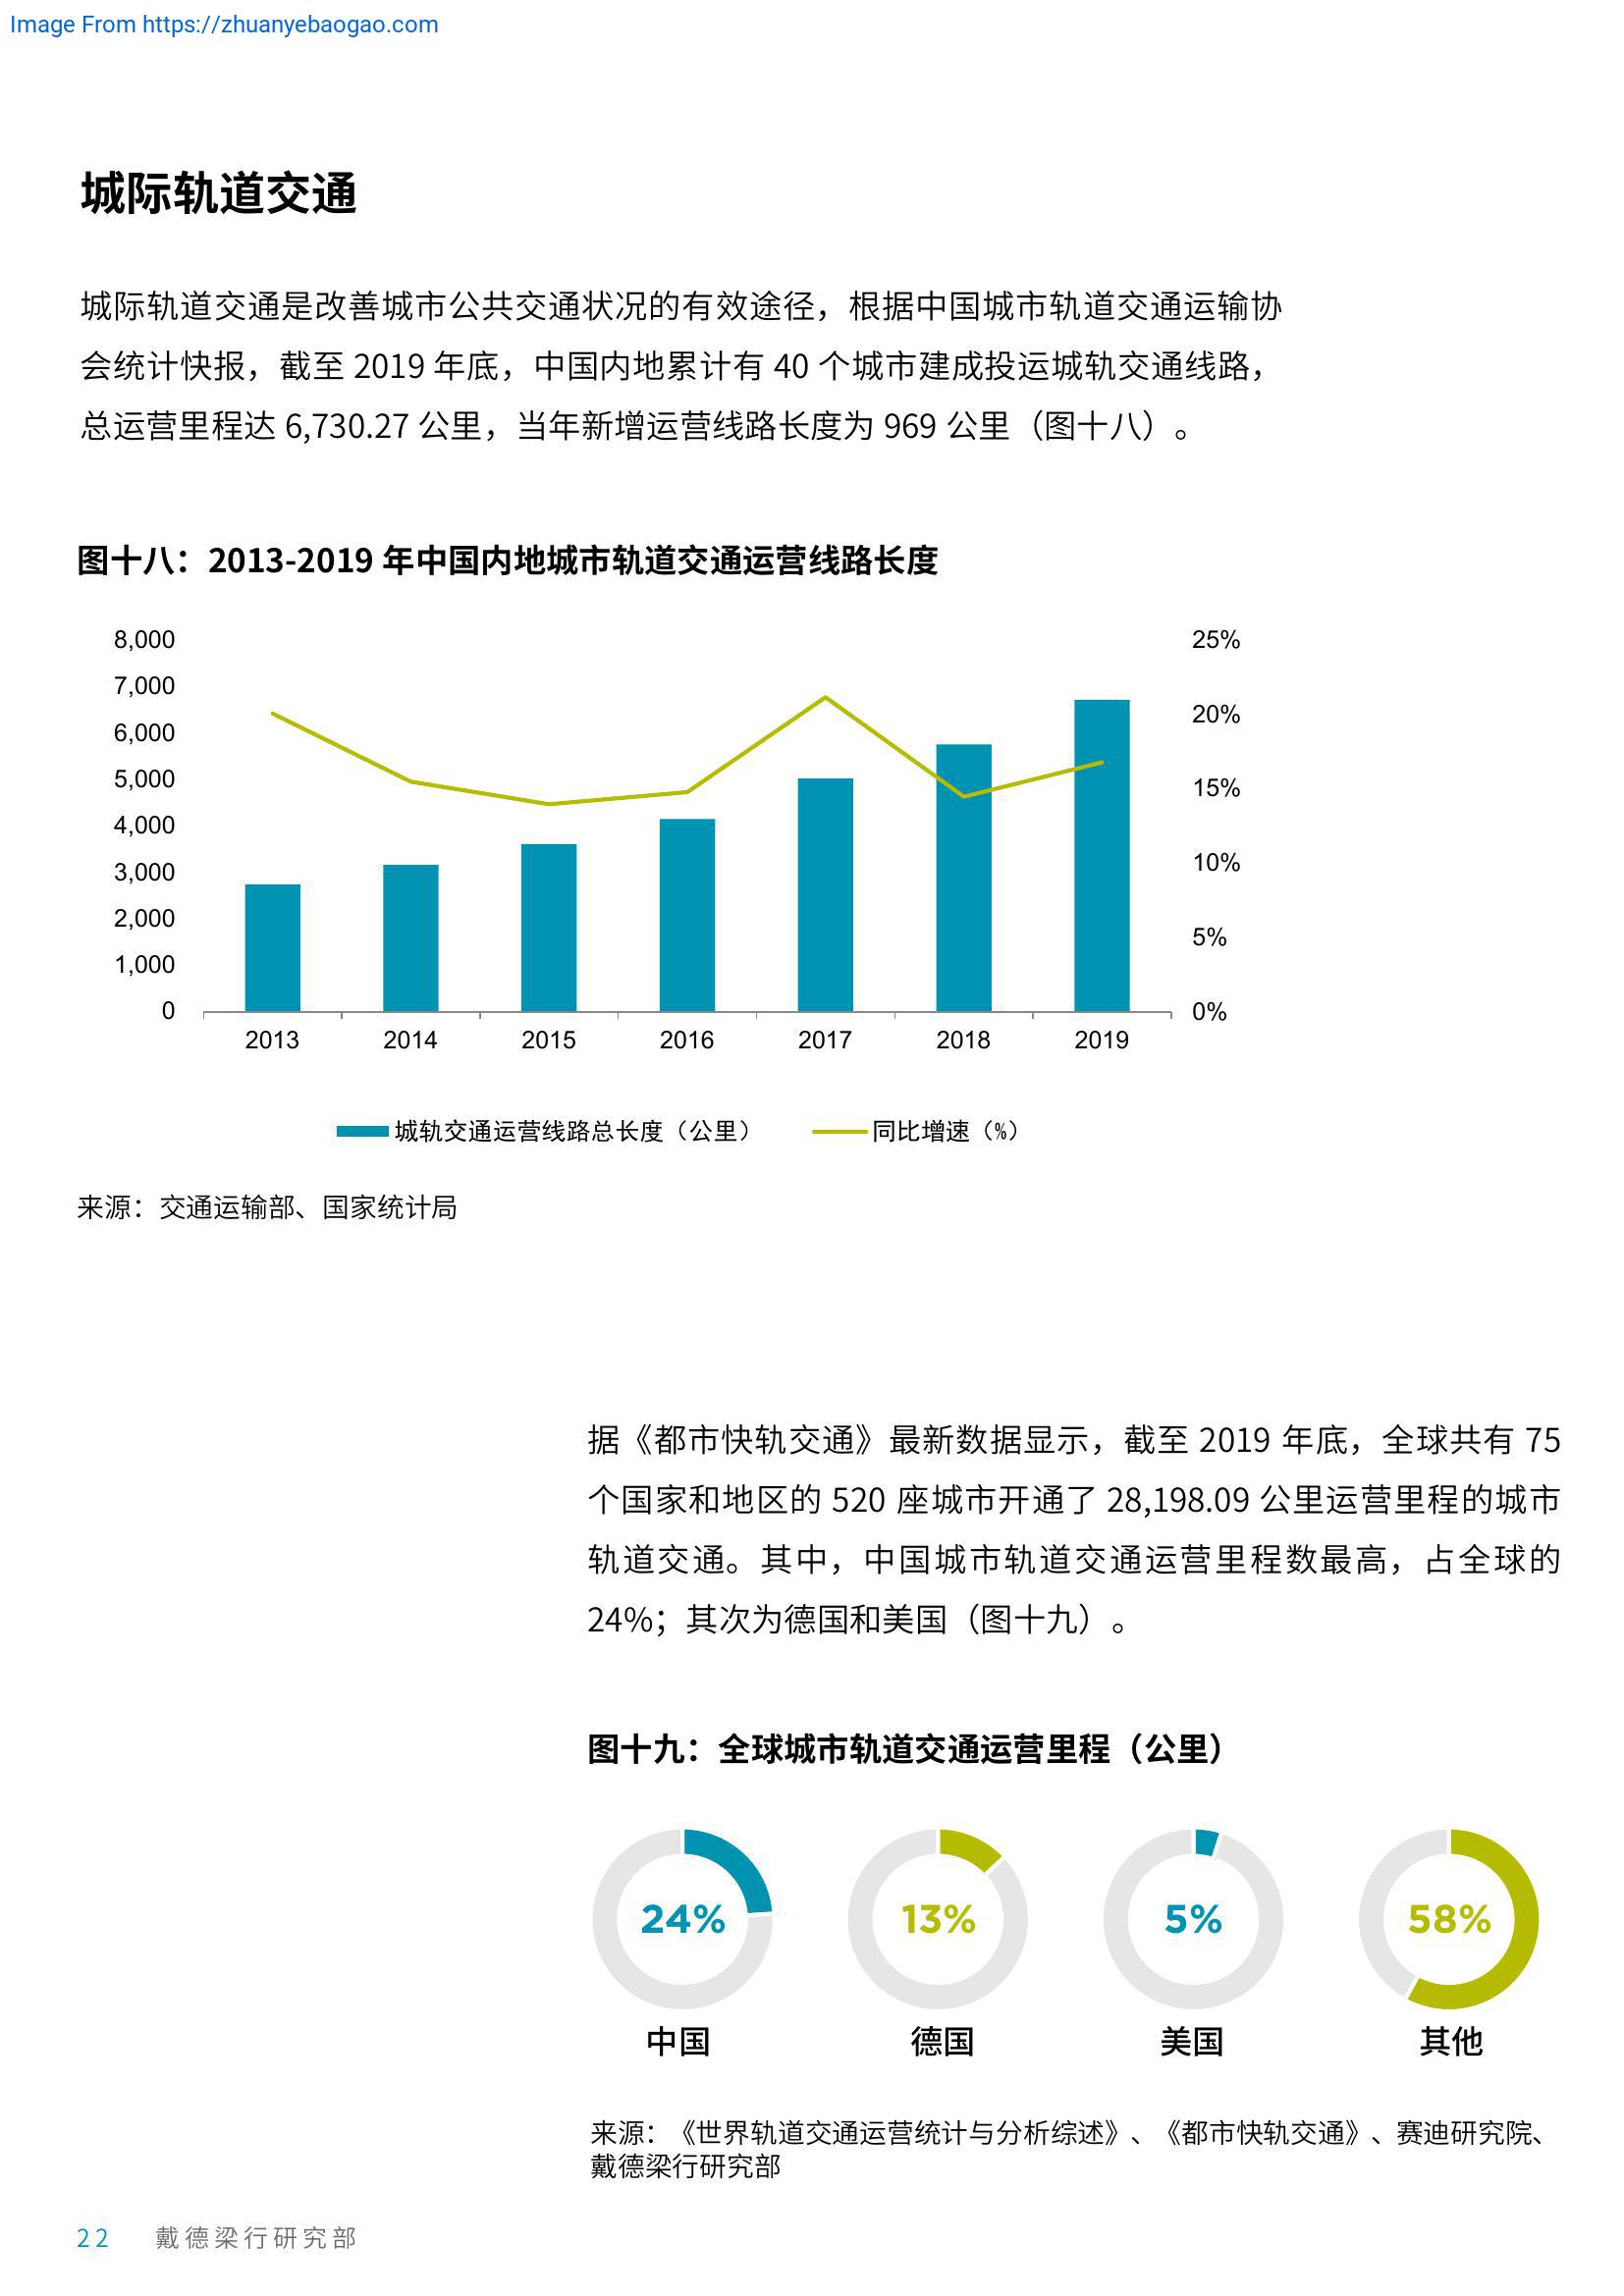 Image From https://zhuanyebaogao.com
城际轨道交通
城际轨道交通是改善城市公共交通状况的有效途径，根据中国城市轨道交通运输协
会统计快报，截至 2019 年底，中国内地累计有 40 个城市建成投运城轨交通线路，
总运营里程达 6,730.27 公里，当年新增运营线路长度为 969 公里（图十八）。
图十八：2013-2019 年中国内地城市轨道交通运营线路长度
8,000
7,000
6,000
5,000
4,000
3,000
2,000
1,000
0
25%
20%
15%
10%
5%
0%
2013 2014 2015 2016 2017 2018 2019
城轨交通运营线路总长度（公里） 同比增速（%）
来源：交通运输部、国家统计局
据《都市快轨交通》最新数据显示，截至 2019 年底，全球共有 75
个国家和地区的 520 座城市开通了 28,198.09 公里运营里程的城市
轨道交通。其中，中国城市轨道交通运营里程数最高，占全球的
24%；其次为德国和美国（图十九）。
图十九：全球城市轨道交通运营里程（公里）
24% 13% 5% 58%
中国 德国 美国 其他
来源：《世界轨道交通运营统计与分析综述》、《都市快轨交通》、赛迪研究院、
戴德梁行研究部
22 戴德梁行研究部